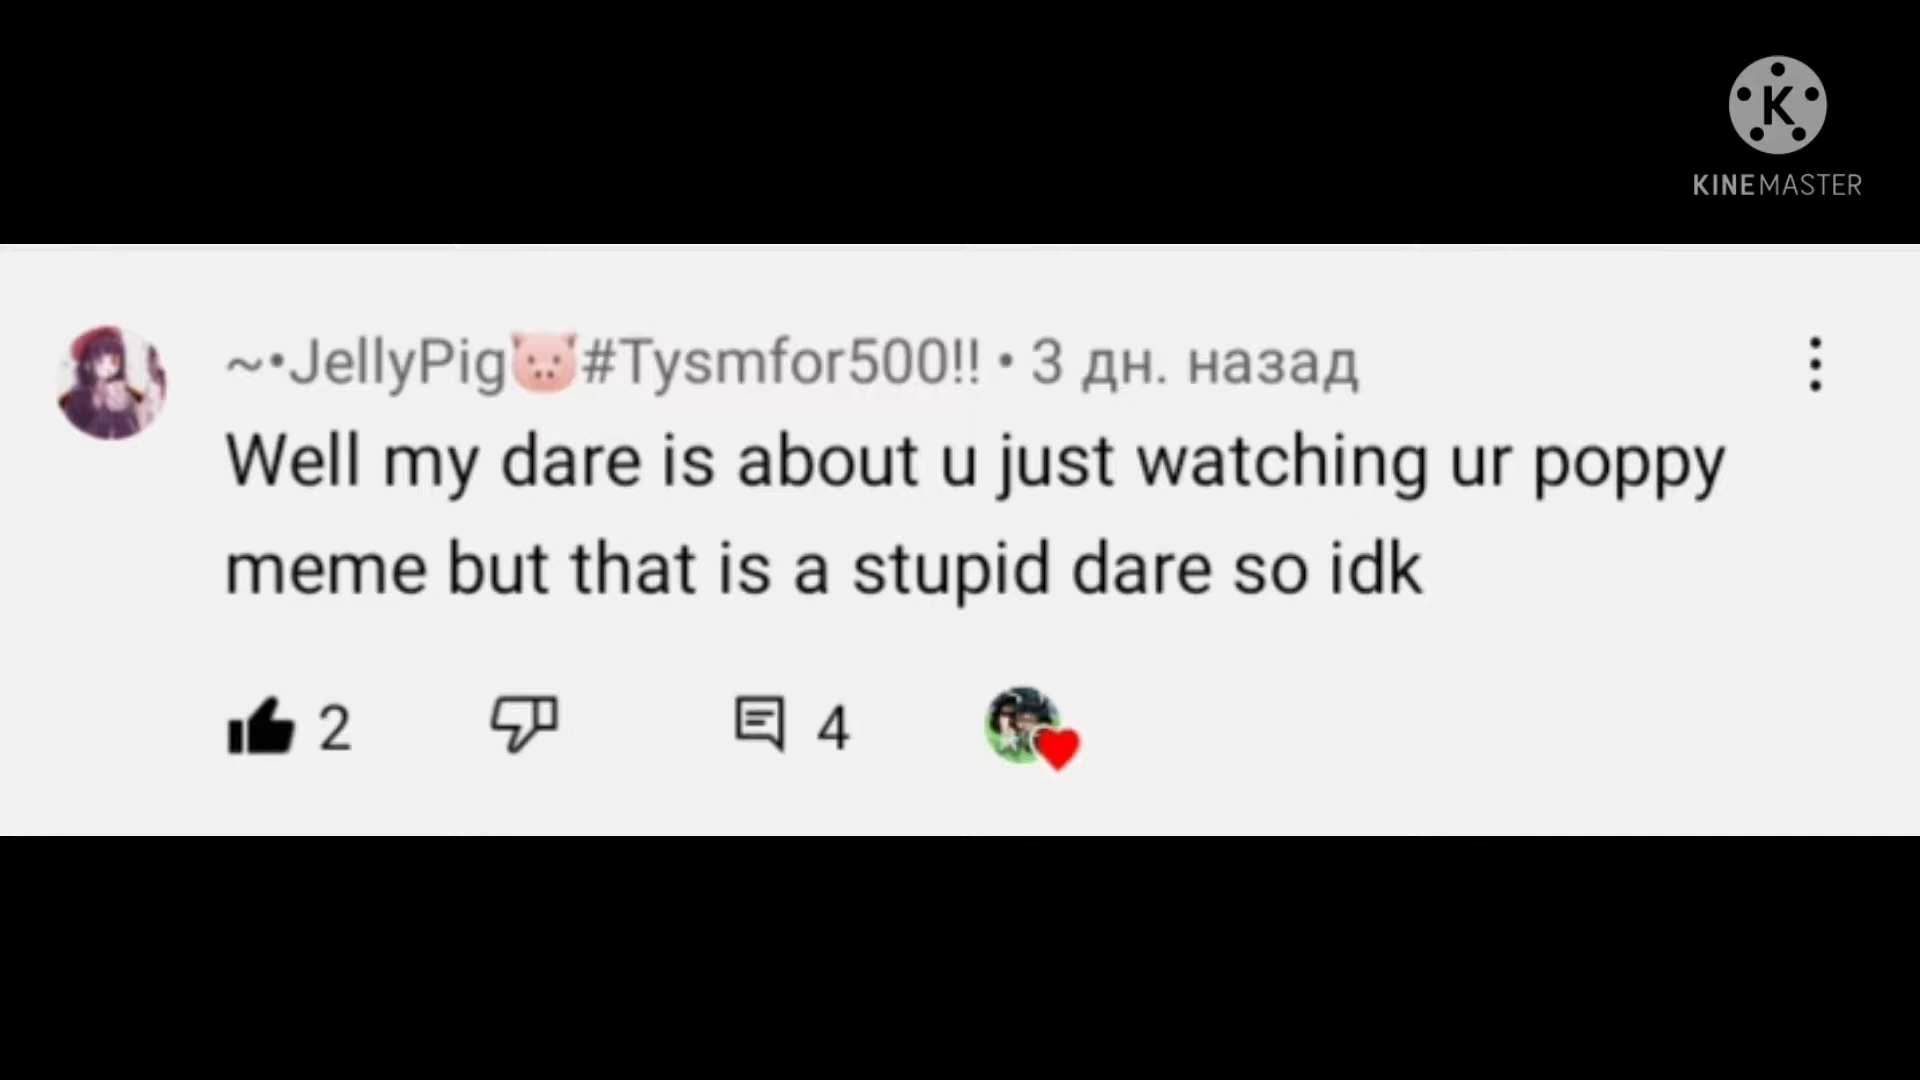 K
KINEMASTER
~•JellyPig🐷#Tysmfor500!! • 3 дн. назад
Well my dare is about u just watching ur poppy
meme but that is a stupid dare so idk
2 4